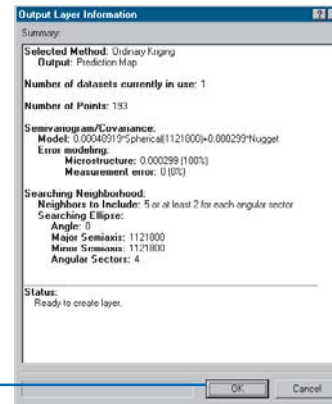 Output Layer Information
Summary:
Selected Method: Ordinary Kriging
Output: Prediction Map
Number of datasets currently in use: 1
Number of Points: 193
Semivariogram/Covariance:
Model: 0.00048919*Spherical(1121800)+0.000299*Nugget
Error modeling:
Microstructure: 0.000299 (100%)
Measurement error: 0 (0%)
Searching Neighborhood:
Neighbors to Include: 5 or at least 2 for each angular sector
Searching Ellipse:
Angle: 0
Major Semiaxis: 1121800
Minor Semiaxis: 1121800
Angular Sectors: 4
Status:
Ready to create layer.
OK Cancel